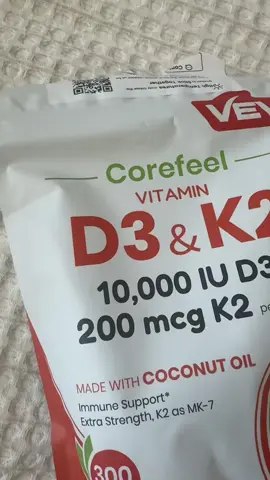 VE
Corefeel
VITAMIN
D3 & K2
10,000 IU D3
200 mcg K2 pe
MADE WITH COCONUT OIL
Immune Support*
Extra Strength, K2 as MK-7
300